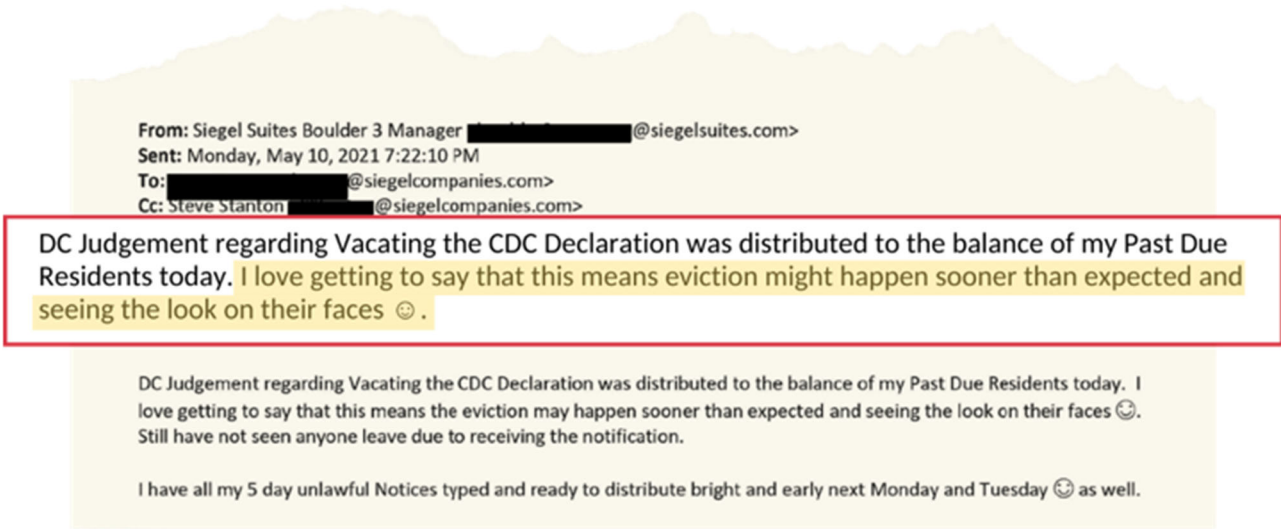 From: Siegel Suites Boulder 3 Manager @siegelsuites.com>
Sent: Monday, May 10, 2021 7:22:10 PM
To: @siegelcompanies.com>
Cc: Steve Stanton @siegelcompanies.com>
DC Judgement regarding Vacating the CDC Declaration was distributed to the balance of my Past Due
Residents today. I love getting to say that this means eviction might happen sooner than expected and
seeing the look on their faces ☺.
DC Judgement regarding Vacating the CDC Declaration was distributed to the balance of my Past Due Residents today. I
love getting to say that this means the eviction may happen sooner than expected and seeing the look on their faces ☺.
Still have not seen anyone leave due to receiving the notification.
I have all my 5 day unlawful Notices typed and ready to distribute bright and early next Monday and Tuesday ☺ as well.